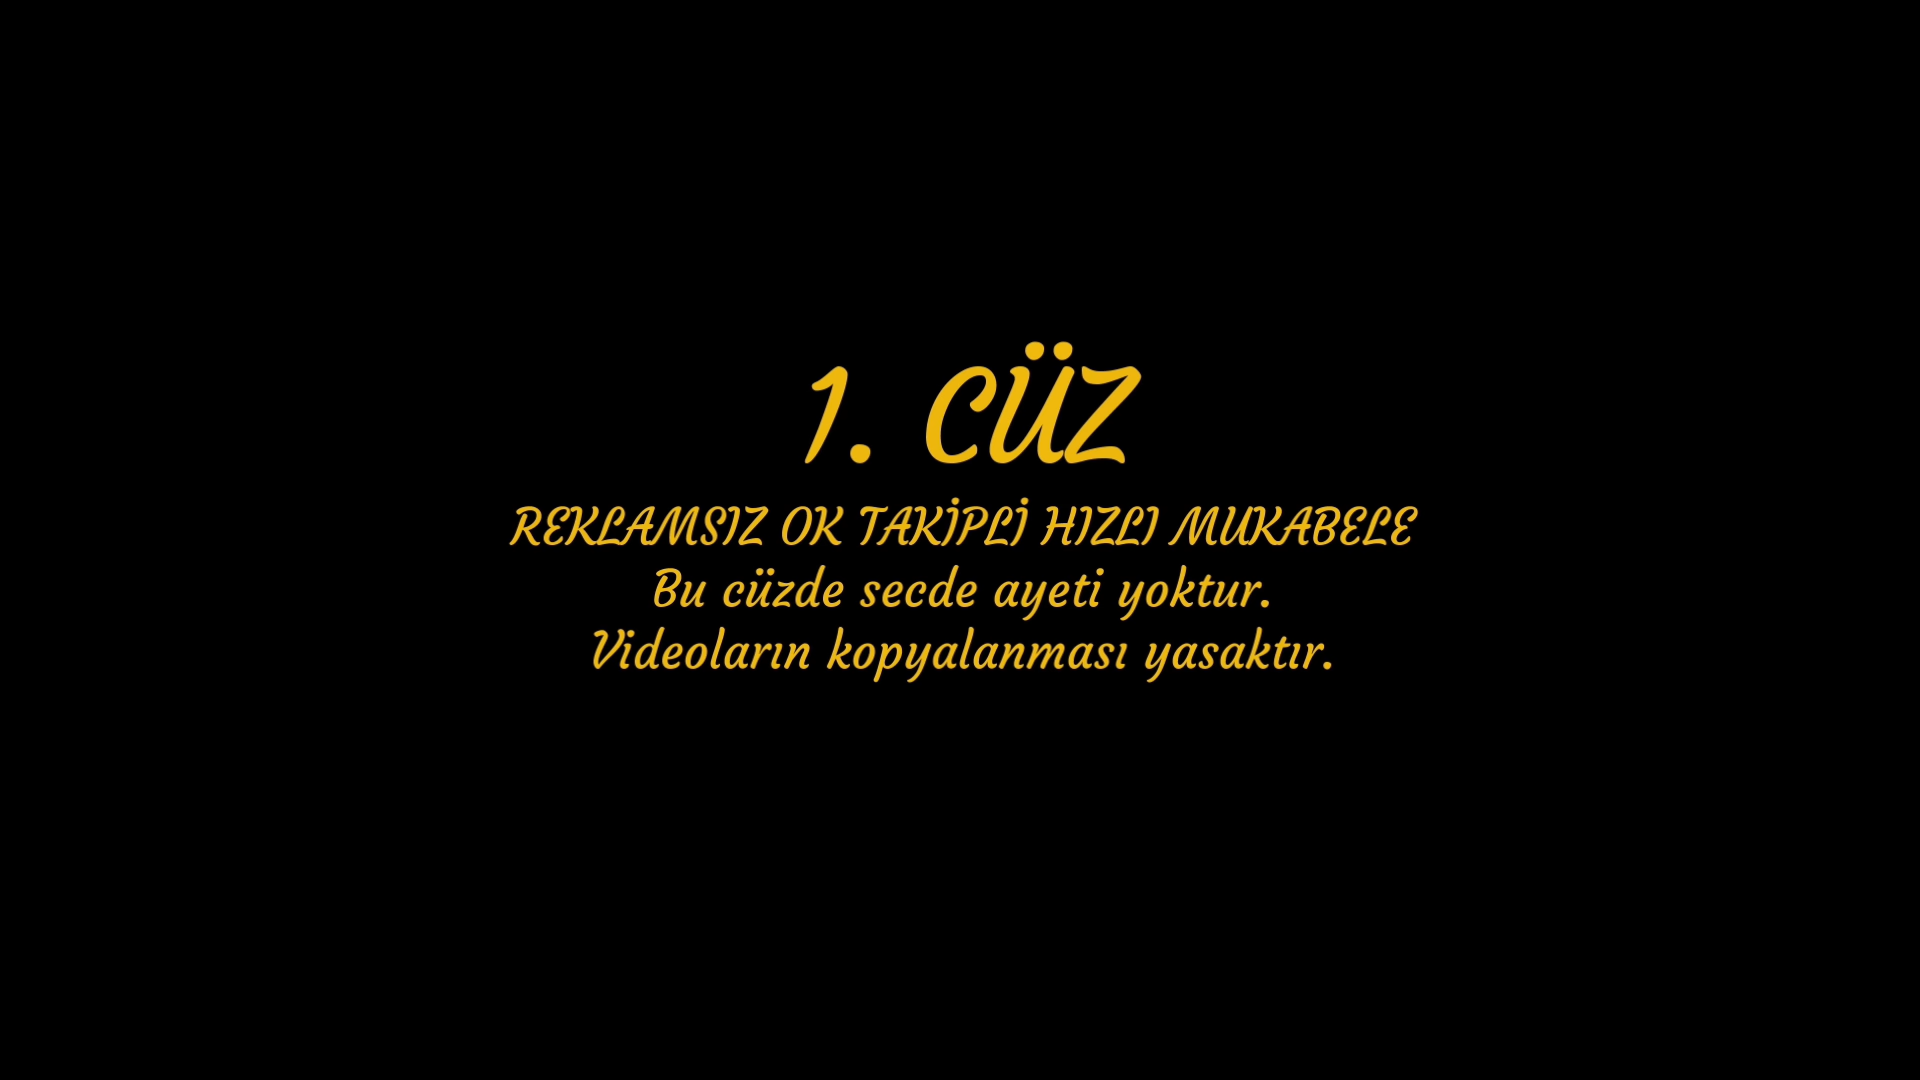 1. CÜZ
REKLAMSIZ OK TAKİPLİ HIZLI MUKABELE
Bu cüzde secde ayeti yoktur.
Videoların kopyalanması yasaktır.